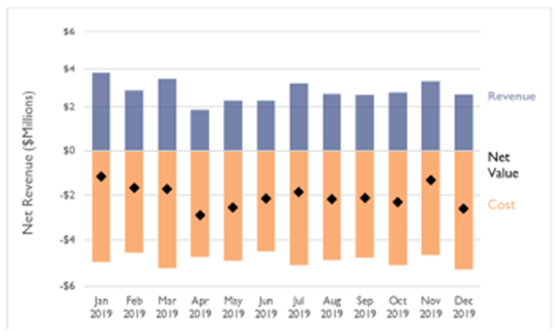 $6
$4
$2
$0
-$2
-$4
-$6
Net Revenue ($Millions)
Revenue
Net
Value
Cost
Jan Feb Mar Apr May Jun Jul Aug Sep Oct Nov Dec
2019 2019 2019 2019 2019 2019 2019 2019 2019 2019 2019 2019